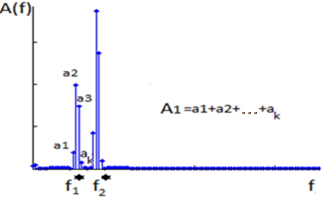 A(f)
a2
a3
A1=a1+a2+....+ak
a1
ak
f1 f2 f